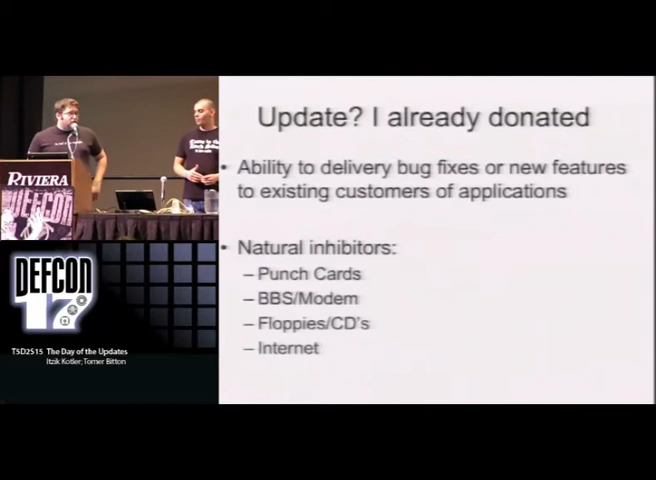 Update? I already donated
• Ability to delivery bug fixes or new features
to existing customers of applications
• Natural inhibitors:
– Punch Cards
– BBS/Modem
– Floppies/CD's
– Internet
RIVIERA
DEFCON
DEFCON
17
T5D2S15 The Day of the Updates
Itzik Kotler; Tomer Bitton